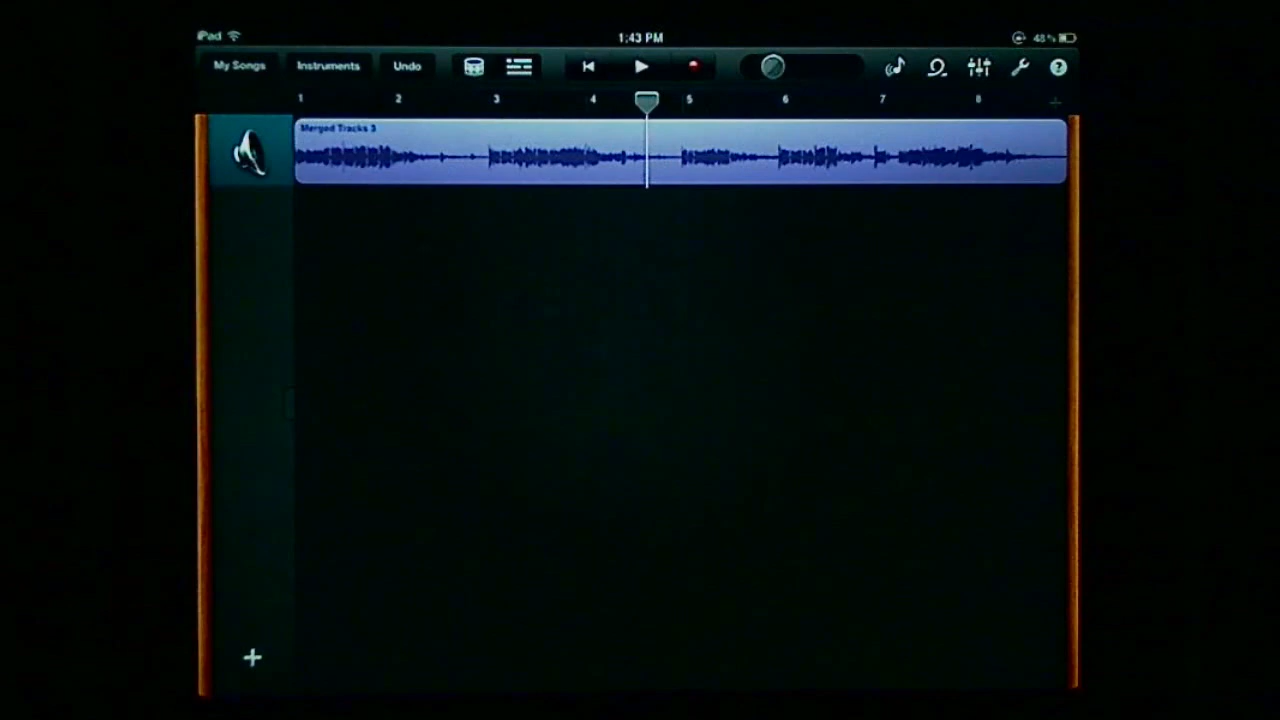 iPad 1:43 PM 48%
My Songs Instruments Undo ?
1 2 3 4 5 6 7 8 +
Merged Tracks 3
+